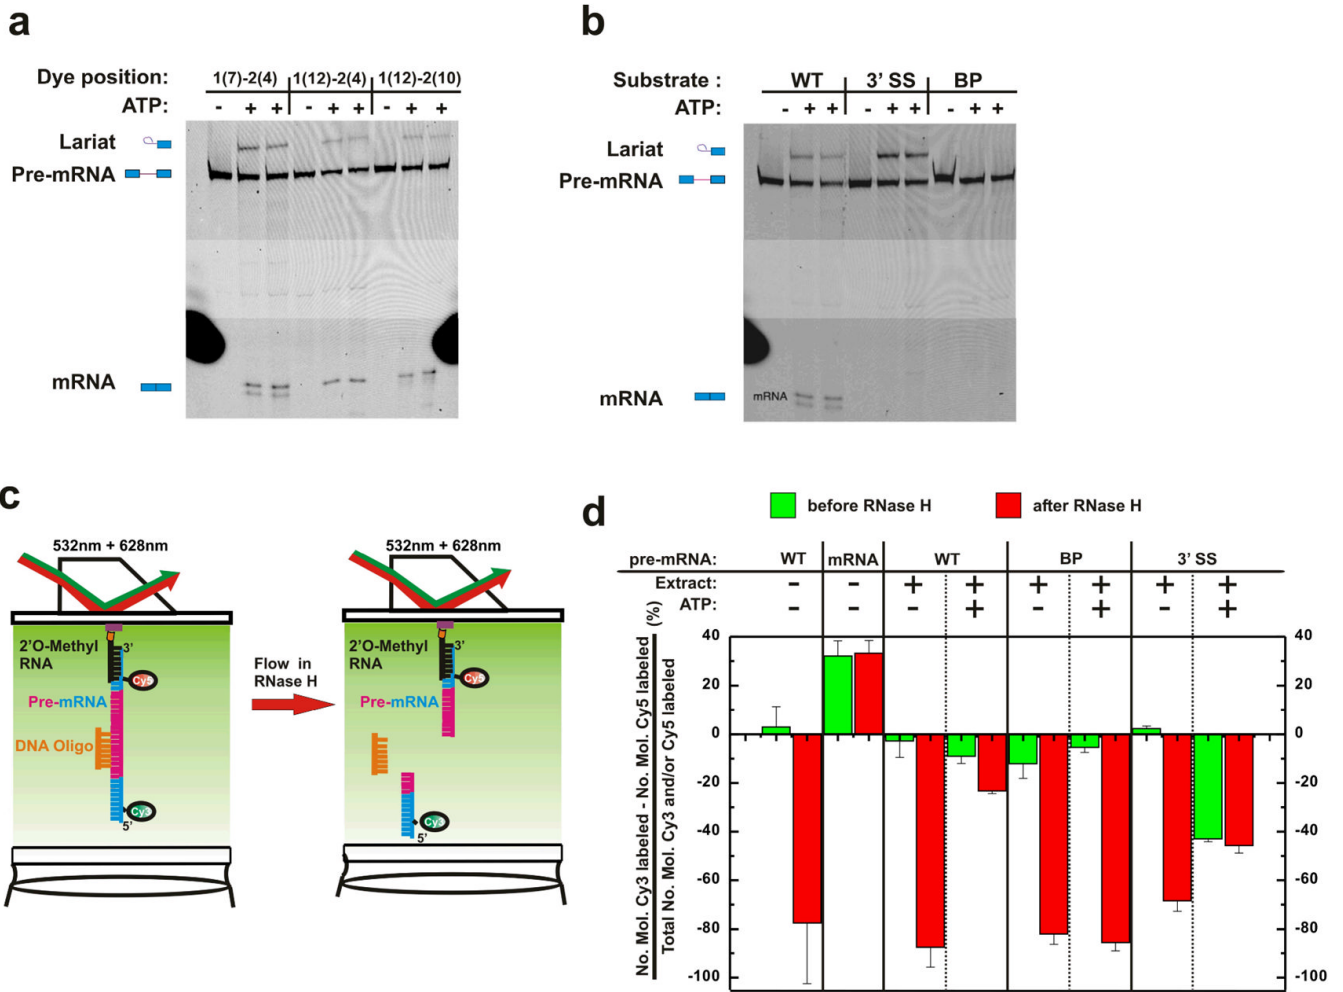 a
Dye position: 1(7)-2(4) 1(12)-2(4) 1(12)-2(10)
ATP: - + + - + + - + +
Lariat
Pre-mRNA
mRNA
b
Substrate : WT 3' SS BP
ATP: - + + - + + - + +
Lariat
Pre-mRNA
mRNA mRNA
c
532nm + 628nm
2'O-Methyl
RNA
3'
Cy5
Pre-mRNA
DNA Oligo
Cy3
5'
Flow in
RNase H
532nm + 628nm
2'O-Methyl
RNA
3'
Cy5
Pre-mRNA
Cy3
5'
d
before RNase H after RNase H
pre-mRNA: WT mRNA WT BP 3' SS
Extract: - - + + + + + +
ATP: - - - + - + - +
No. Mol. Cy3 labeled - No. Mol. Cy5 labeled
Total No. Mol. Cy3 and/or Cy5 labeled
(%)
40 40
20 20
0 0
-20 -20
-40 -40
-60 -60
-80 -80
-100 -100